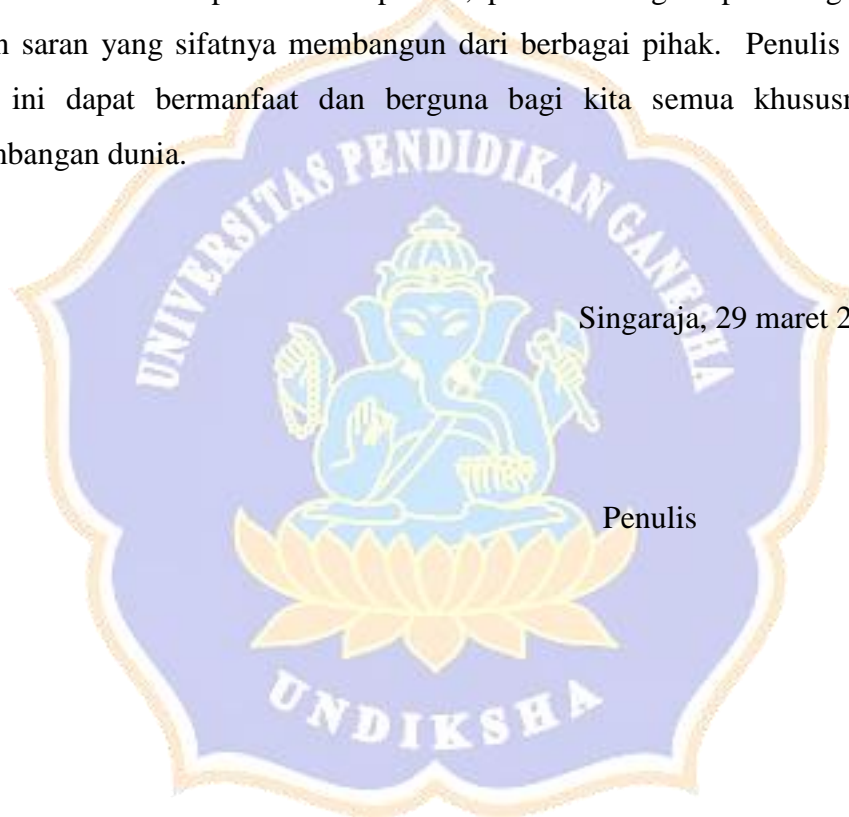 saran yang sifatnya membangun dari berbagai pihak. Penulis
ini dapat bermanfaat dan berguna bagi kita semua
mbangan dunia.
UNIVERSITAS PENDIDIKAN GANESHA
Singaraja, 29 maret 2
Penulis
UNDIKSHA